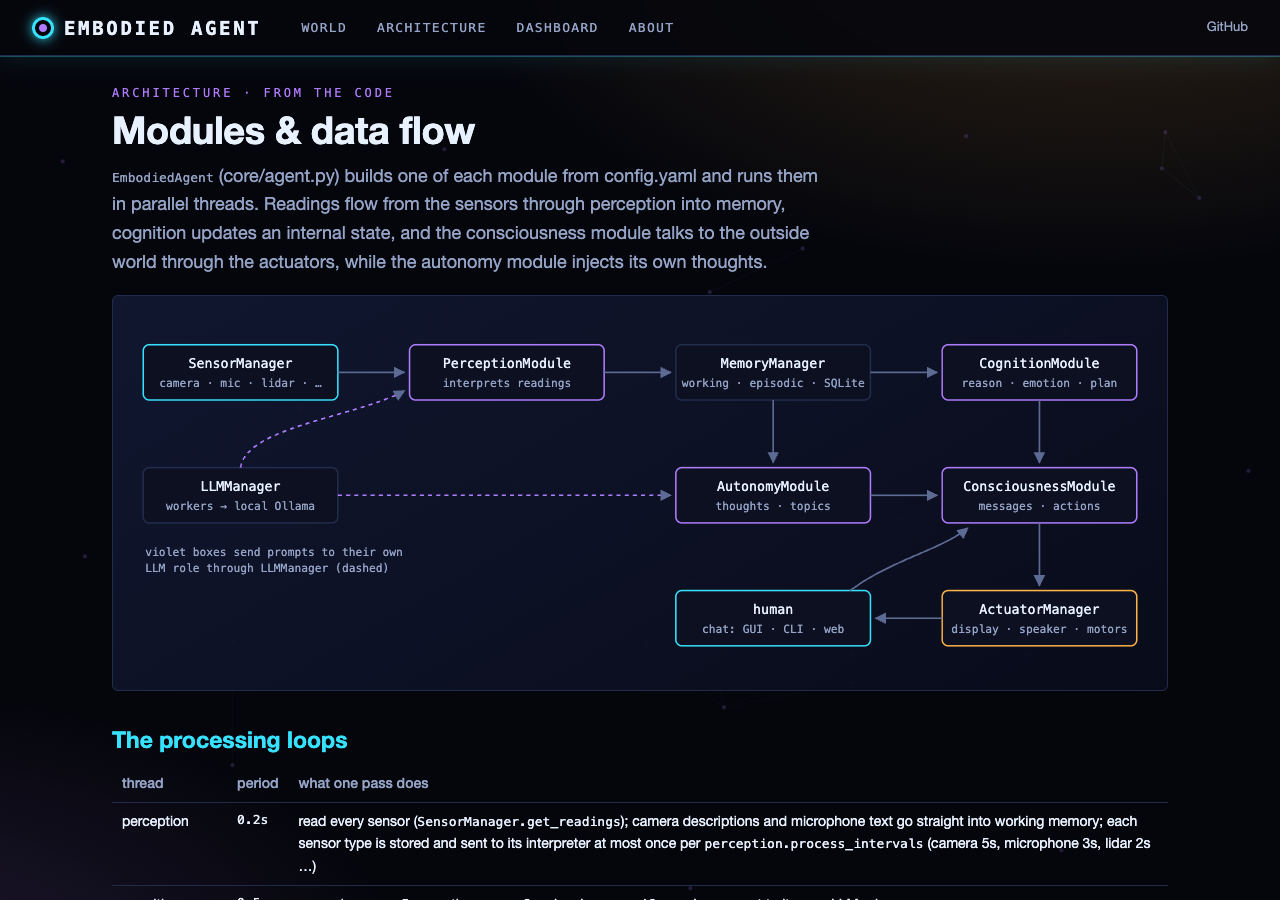 EMBODIED AGENT
WORLD
ARCHITECTURE
DASHBOARD
ABOUT
GitHub
ARCHITECTURE · FROM THE CODE
Modules & data flow
EmbodiedAgent (core/agent.py) builds one of each module from config.yaml and runs them
in parallel threads. Readings flow from the sensors through perception into memory,
cognition updates an internal state, and the consciousness module talks to the outside
world through the actuators, while the autonomy module injects its own thoughts.
SensorManager
camera · mic · lidar · …
PerceptionModule
interprets readings
MemoryManager
working · episodic · SQLite
CognitionModule
reason · emotion · plan
LLMManager
workers → local Ollama
AutonomyModule
thoughts · topics
ConsciousnessModule
messages · actions
violet boxes send prompts to their own
LLM role through LLMManager (dashed)
human
chat: GUI · CLI · web
ActuatorManager
display · speaker · motors
The processing loops
thread period what one pass does
perception 0.2s read every sensor (SensorManager.get_readings); camera descriptions and microphone text go straight into working memory; each
sensor type is stored and sent to its interpreter at most once per perception.process_intervals (camera 5s, microphone 3s, lidar 2s
…)